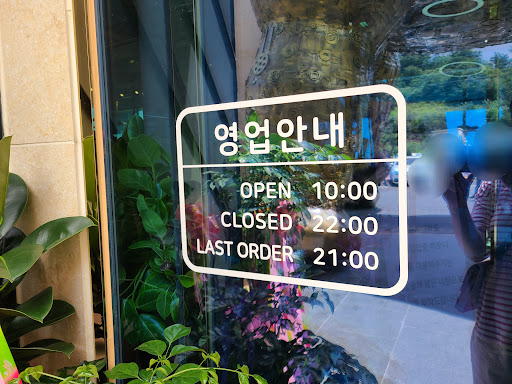 영업안내
OPEN 10:00
CLOSED 22:00
LAST ORDER 21:00